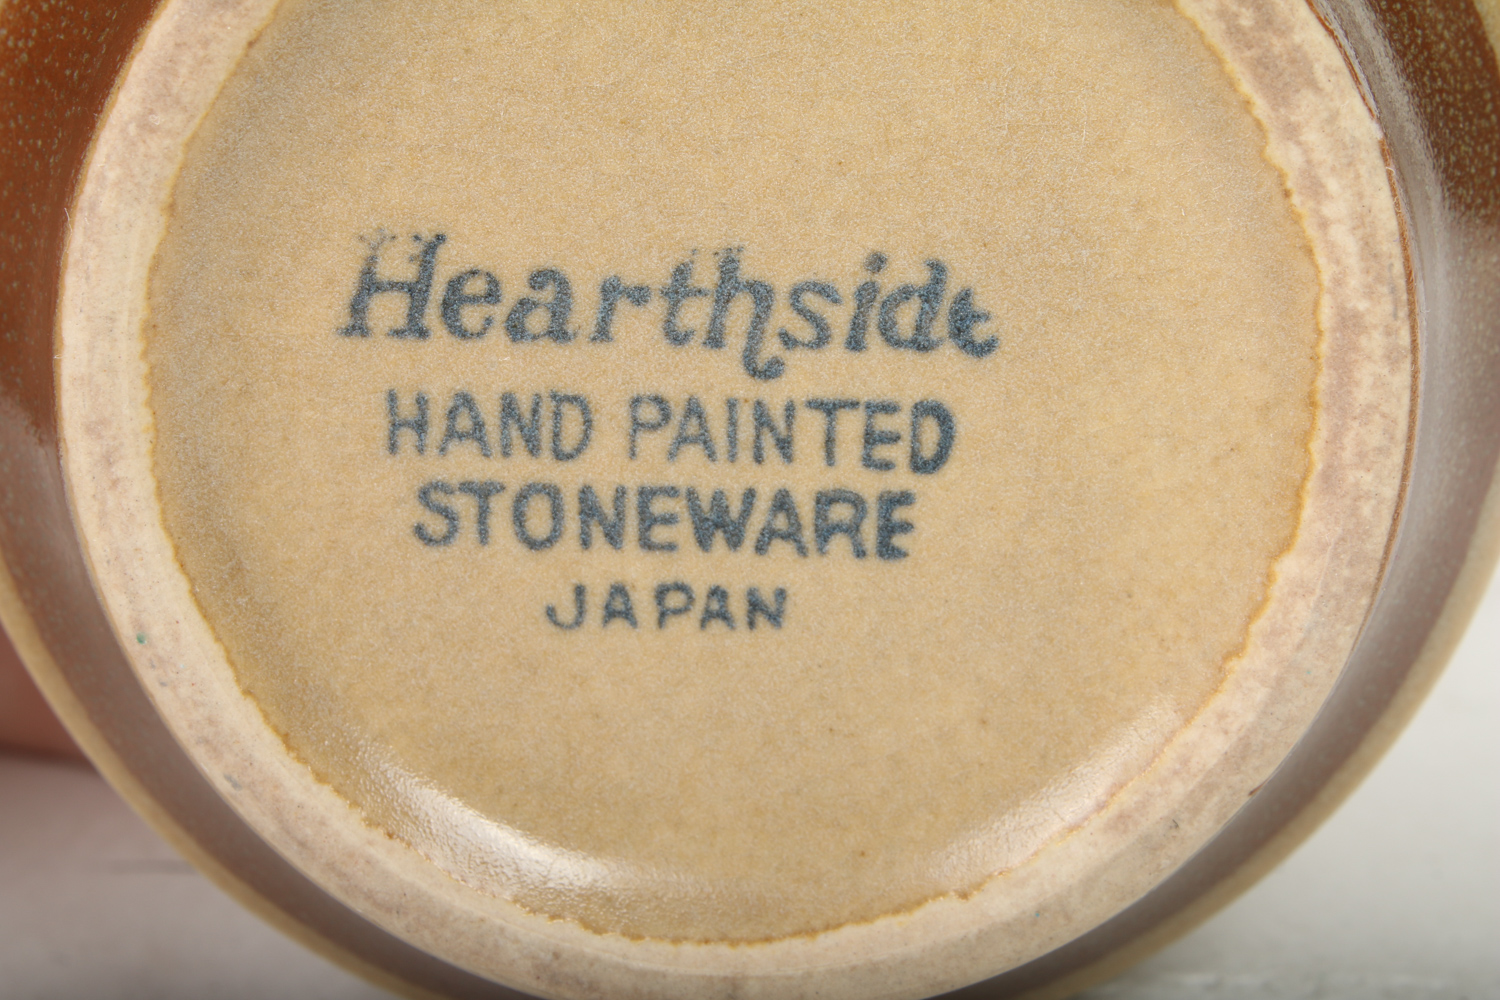 Hearthside
HAND PAINTED
STONEWARE
JAPAN